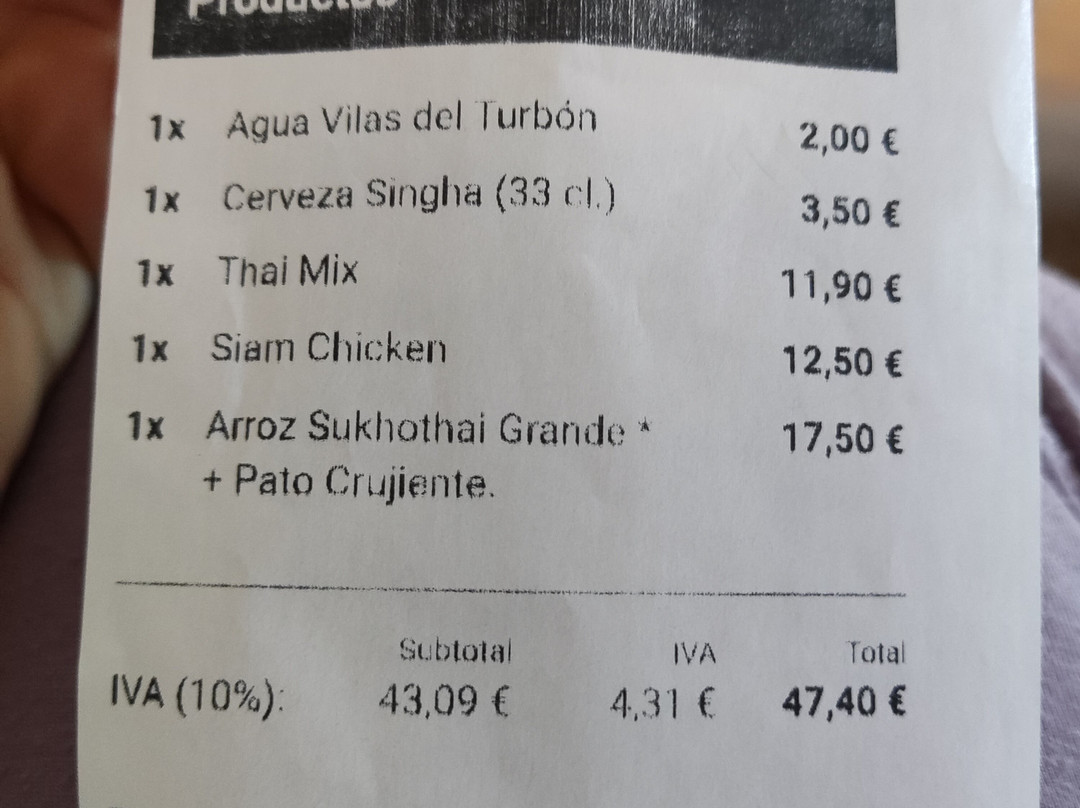 Productos
1x Agua Vilas del Turbón 2,00 €
1x Cerveza Singha (33 cl.) 3,50 €
1x Thai Mix 11,90 €
1x Siam Chicken 12,50 €
1x Arroz Sukhothai Grande * 17,50 €
+ Pato Crujiente.
Subtotal IVA Total
IVA (10%): 43,09 € 4,31 € 47,40 €